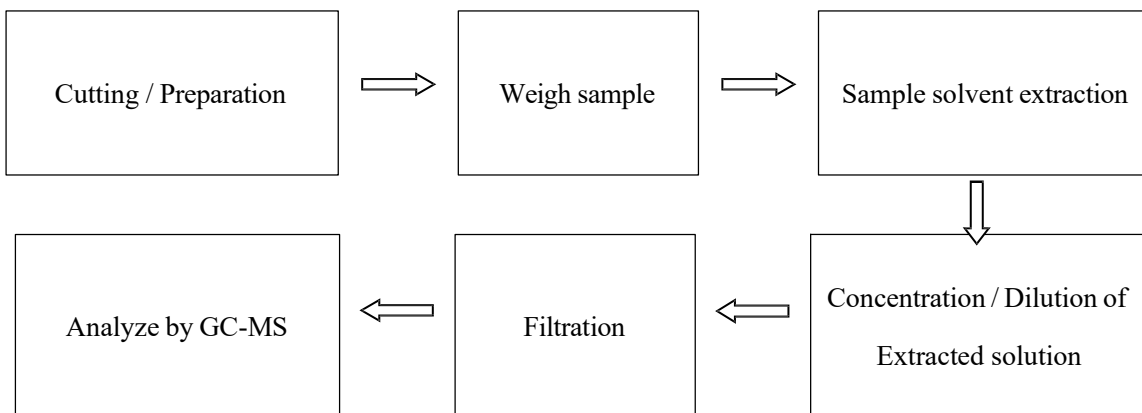 Cutting / Preparation
Weigh sample
Sample solvent extraction
Concentration / Dilution of
Extracted solution
Filtration
Analyze by GC-MS